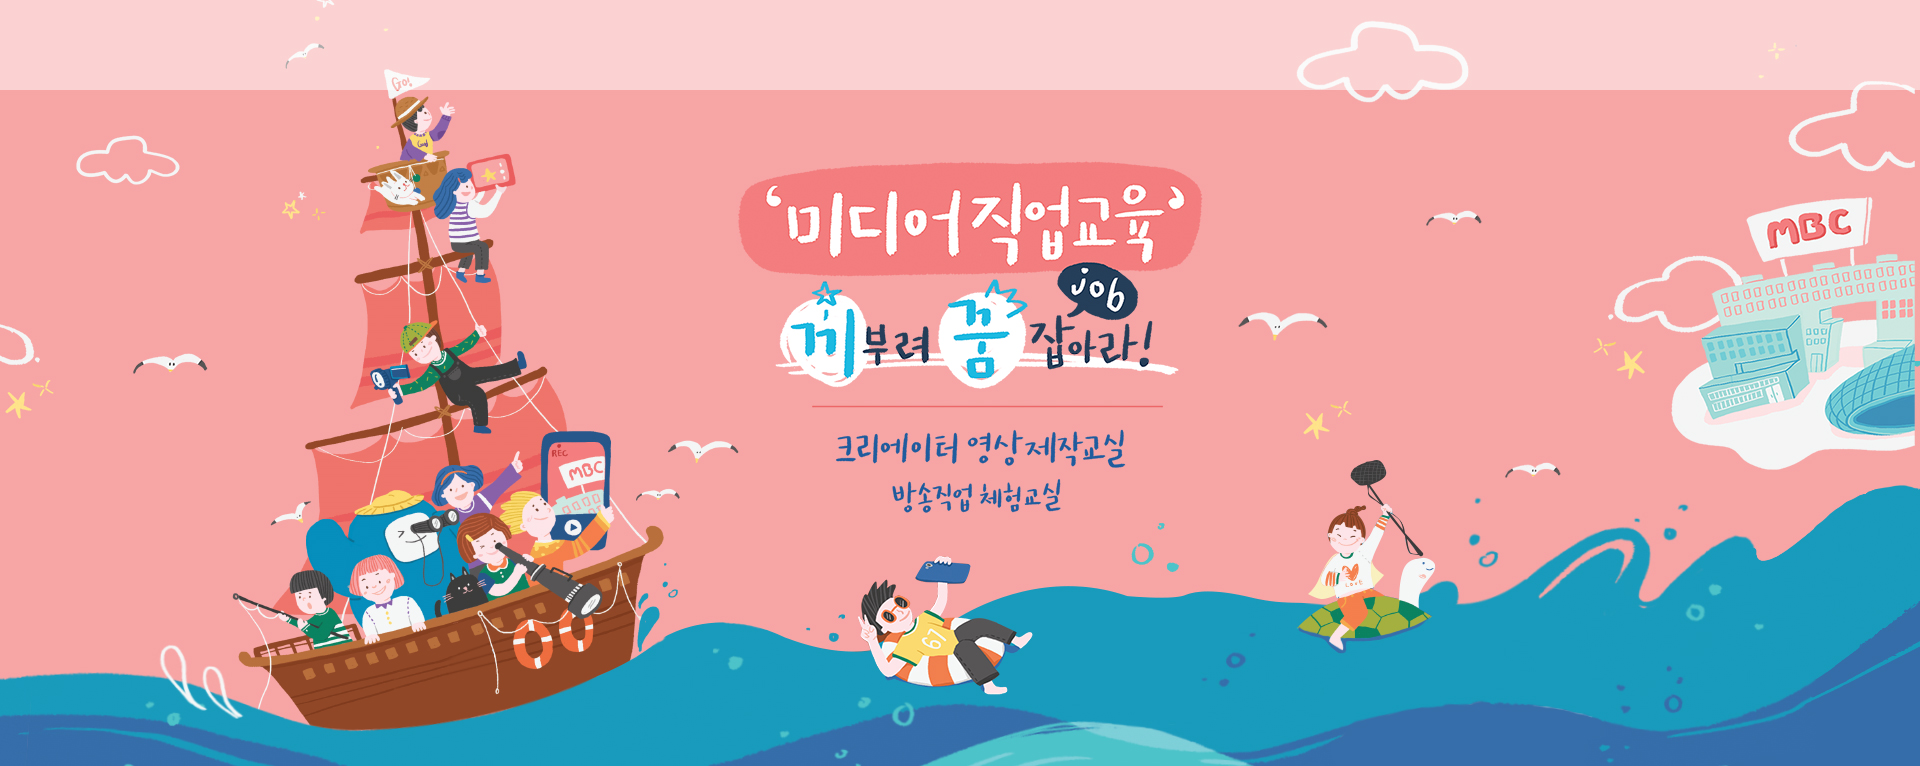 Go!
‘미디어 직업교육’
job
끼부려 꿈 잡아라!
크리에이터 영상제작교실
방송직업 체험교실
MBC
REC
MBC
61